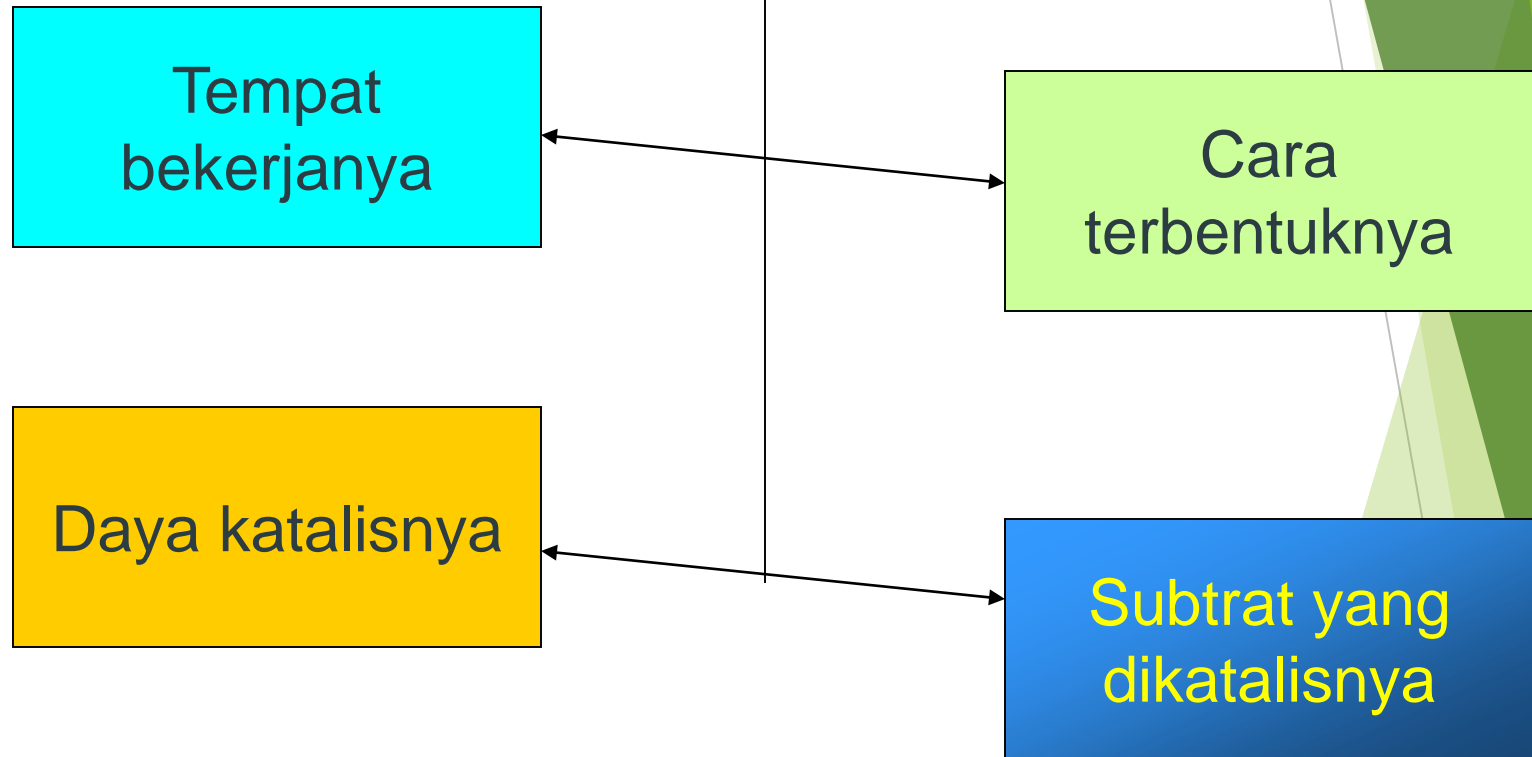 Tempat
bekerjanya
Cara
terbentuknya
Daya katalisnya
Subtrat yang
dikatalisnya